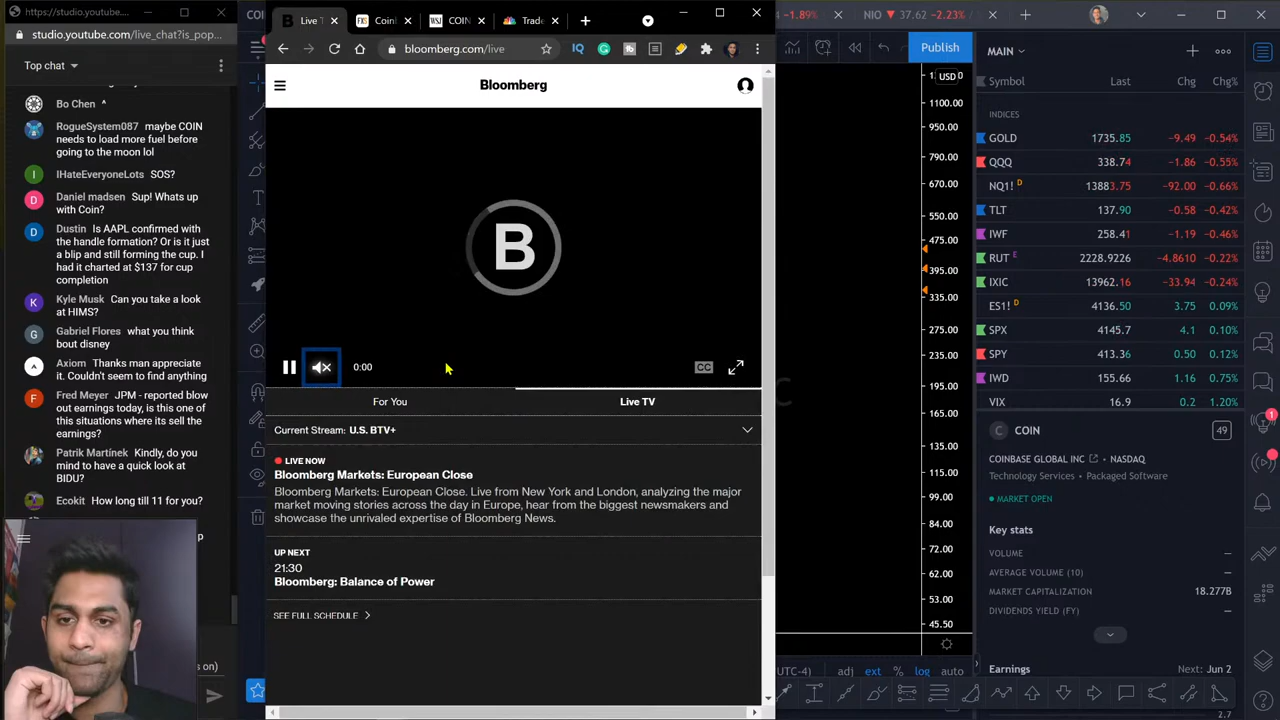 https://studio.youtube....
studio.youtube.com/live_chat?is_pop...
Top chat
Bo Chen ^
RogueSystem087 maybe COIN
needs to load more fuel before
going to the moon lol
IHateEveryoneLots SOS?
Daniel madsen Sup! Whats up
with Coin?
Dustin Is AAPL confirmed with
the handle formation? Or is it just
a blip and still forming the cup. I
had it charted at $137 for cup
completion
Kyle Musk Can you take a look
at HIMS?
Gabriel Flores what you think
bout disney
Axiom Thanks man appreciate
it. Couldn't seem to find anything
Fred Meyer JPM - reported blow
out earnings today, is this one of
this situations where its sell the
earnings?
Patrik Martínek Kindly, do you
mind to have a quick look at
BIDU?
Ecokit How long till 11 for you?
Live T
Coin
COIN
Trade
bloomberg.com/live
Bloomberg
B
0:00
CC
For You
Live TV
Current Stream: U.S. BTV+
LIVE NOW
Bloomberg Markets: European Close
Bloomberg Markets: European Close. Live from New York and London, analyzing the major
market moving stories across the day in Europe, hear from the biggest newsmakers and
showcase the unrivaled expertise of Bloomberg News.
UP NEXT
21:30
Bloomberg: Balance of Power
SEE FULL SCHEDULE
−1.89%
NIO 37.62 −2.23%
Publish
USD
1100.00
950.00
790.00
670.00
550.00
475.00
395.00
335.00
275.00
235.00
195.00
165.00
135.00
115.00
99.00
84.00
72.00
62.00
53.00
45.50
(UTC-4) adj ext % log auto
MAIN
Symbol Last Chg Chg%
INDICES
GOLD 1735.85 −9.49 −0.54%
QQQ 338.74 −1.86 −0.55%
NQ1! D 13883.75 −92.00 −0.66%
TLT 137.90 −0.58 −0.42%
IWF 258.41 −1.19 −0.46%
RUT E 2228.9226 −4.8610 −0.22%
IXIC 13962.16 −33.94 −0.24%
ES1! D 4136.50 3.75 0.09%
SPX 4145.7 4.1 0.10%
SPY 413.36 0.50 0.12%
IWD 155.66 1.16 0.75%
VIX 16.9 0.2 1.20%
C COIN 49
COINBASE GLOBAL INC NASDAQ
Technology Services • Packaged Software
MARKET OPEN
Key stats
VOLUME —
AVERAGE VOLUME (10) —
MARKET CAPITALIZATION 18.277B
DIVIDENDS YIELD (FY) —
Earnings Next: Jun 2